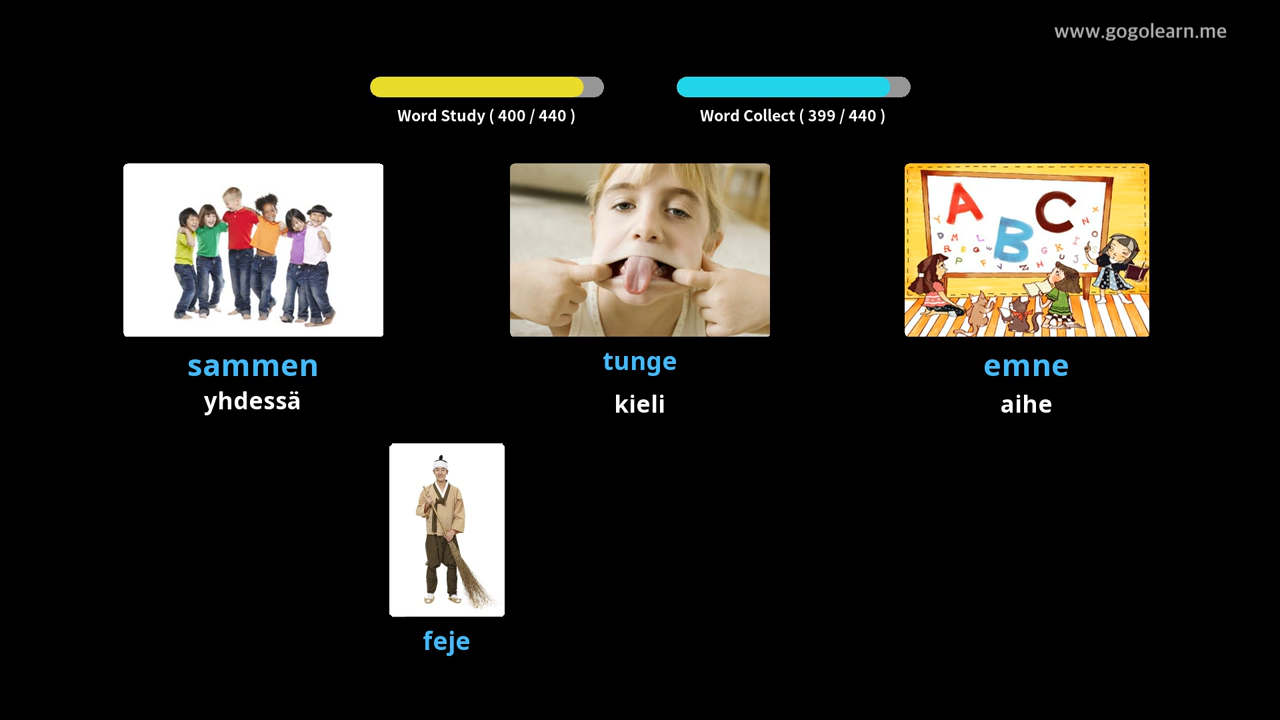 www.gogolearn.me
Word Study ( 400 / 440 )
Word Collect ( 399 / 440 )
sammen
yhdessä
tunge
kieli
emne
aihe
feje
A B C